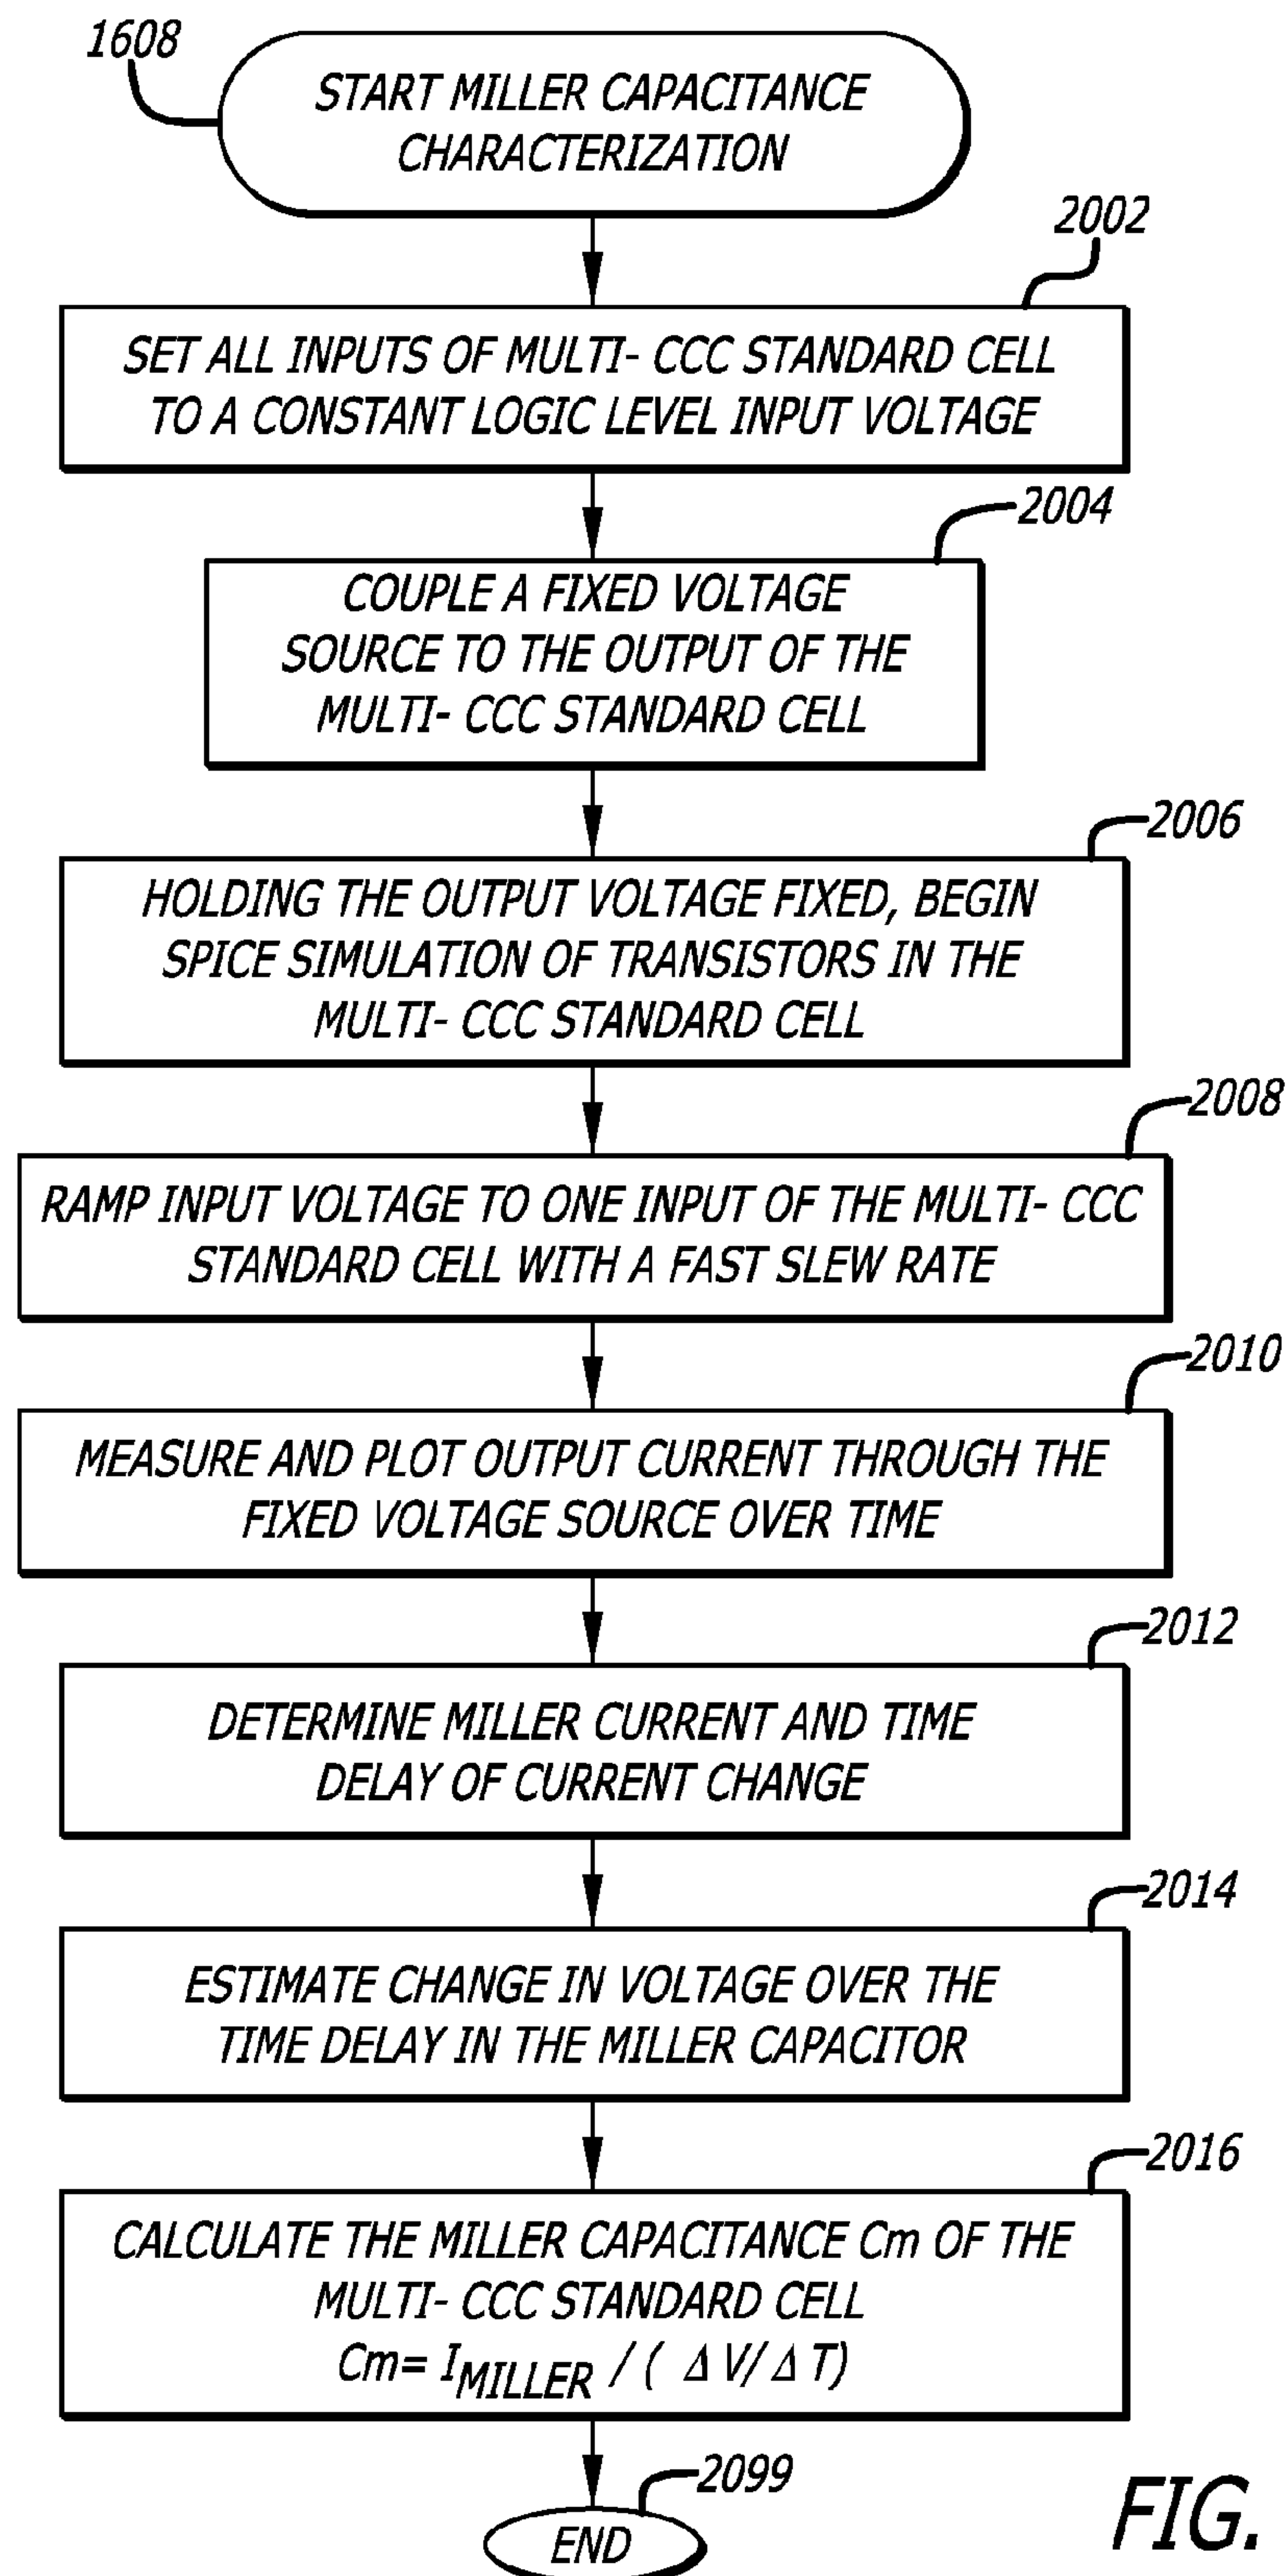 1608
START MILLER CAPACITANCE
CHARACTERIZATION
2002
SET ALL INPUTS OF MULTI- CCC STANDARD CELL
TO A CONSTANT LOGIC LEVEL INPUT VOLTAGE
2004
COUPLE A FIXED VOLTAGE
SOURCE TO THE OUTPUT OF THE
MULTI- CCC STANDARD CELL
2006
HOLDING THE OUTPUT VOLTAGE FIXED, BEGIN
SPICE SIMULATION OF TRANSISTORS IN THE
MULTI- CCC STANDARD CELL
2008
RAMP INPUT VOLTAGE TO ONE INPUT OF THE MULTI- CCC
STANDARD CELL WITH A FAST SLEW RATE
2010
MEASURE AND PLOT OUTPUT CURRENT THROUGH THE
FIXED VOLTAGE SOURCE OVER TIME
2012
DETERMINE MILLER CURRENT AND TIME
DELAY OF CURRENT CHANGE
2014
ESTIMATE CHANGE IN VOLTAGE OVER THE
TIME DELAY IN THE MILLER CAPACITOR
2016
CALCULATE THE MILLER CAPACITANCE Cm OF THE
MULTI- CCC STANDARD CELL
Cm= I MILLER / ( Δ V/Δ T)
2099
END
FIG.